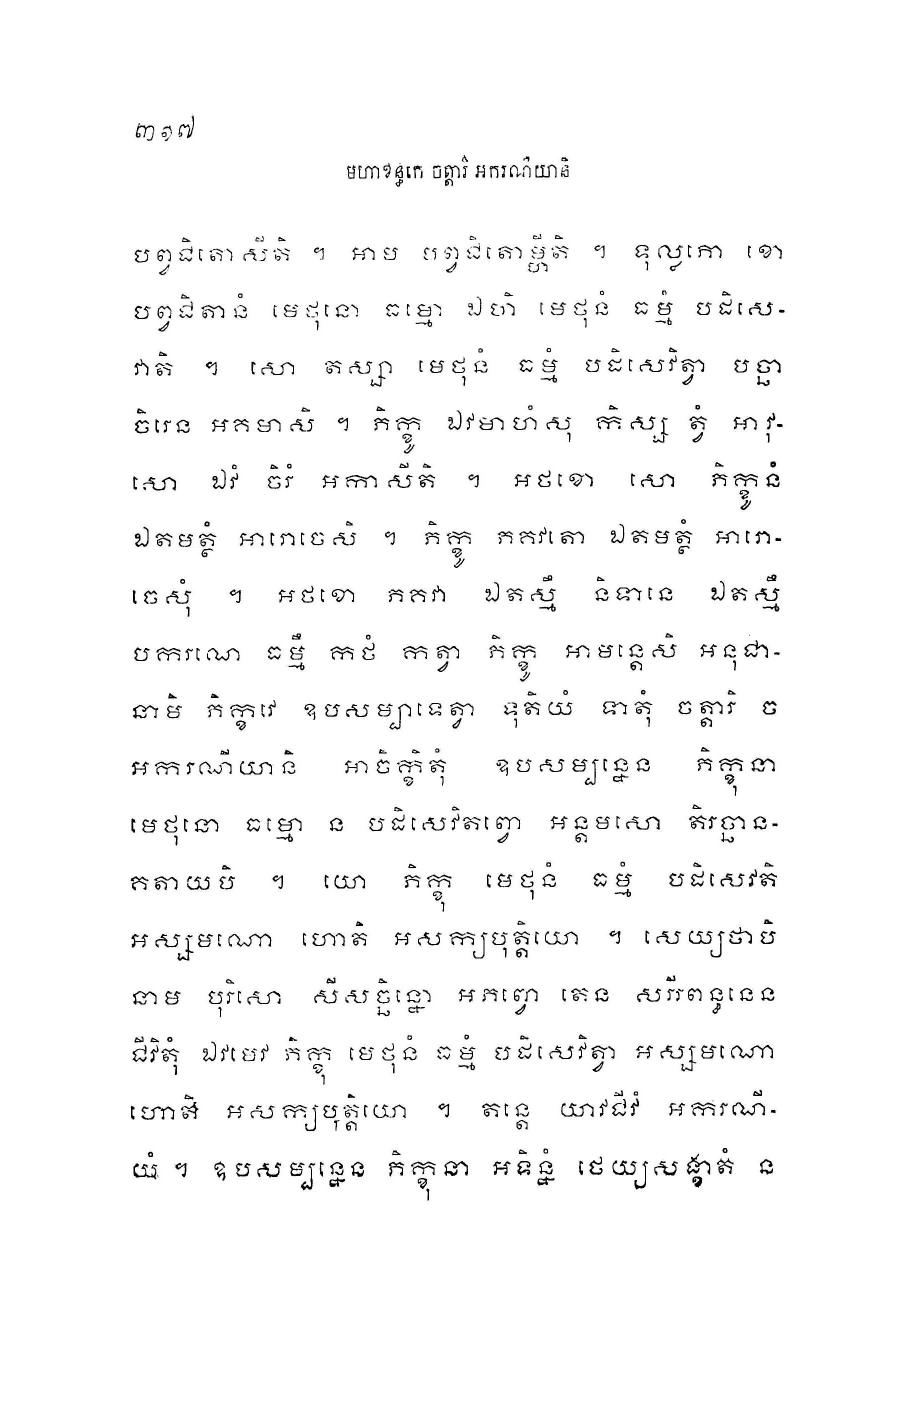 ៣១៧
មហាខន្ធកេ ចត្តារិ អករណីយានិ
បព្វជិតោសីតិ ។ អាម បព្វជិតោម្ហីតិ ។ ទុល្លភោ ខោ
បព្វជិតានំ មេថុនោ ធម្មោ ឯហិ មេថុនំ ធម្មំ បដិសេ-
វាតិ ។ សោ តស្សា មេថុនំ ធម្មំ បដិសេវិត្វា បច្ឆា
ចិរេន អគមាសិ ។ ភិក្ខូ ឯវមាហំសុ កិស្ស ត្វំ អាវុ-
សោ ឯវំ ចិរំ អកាសីតិ ។ អថខោ សោ ភិក្ខូនំ
ឯតមត្ថំ អារោចេសិ ។ ភិក្ខូ ភគវតោ ឯតមត្ថំ អារោ-
ចេសុំ ។ អថខោ ភគវា ឯតស្មឹ និទានេ ឯតស្មឹ
បករណេ ធម្មឹ កថំ កត្វា ភិក្ខូ អាមន្តេសិ អនុជា-
នាមិ ភិក្ខវេ ឧបសម្បាទេត្វា ទុតិយំ ទាតុំ ចត្តារិ ច
អករណីយានិ អាចិក្ខិតុំ ឧបសម្បន្នេន ភិក្ខុនា
មេថុនោ ធម្មោ ន បដិសេវិតព្វោ អន្តមសោ តិរច្ឆាន-
គតាយបិ ។ យោ ភិក្ខុ មេថុនំ ធម្មំ បដិសេវតិ
អស្សមណោ ហោតិ អសក្យបុត្តិយោ ។ សេយ្យថាបិ
នាម បុរិសោ សីសច្ឆិន្នោ អភព្វោ តេន សរីរពន្ធនេន
ជីវិតុំ ឯវមេវ ភិក្ខុ មេថុនំ ធម្មំ បដិសេវិត្វា អស្សមណោ
ហោតិ អសក្យបុត្តិយោ ។ តន្តេ យាវជីវំ អករណី-
យំ ។ ឧបសម្បន្នេន ភិក្ខុនា អទិន្នំ ថេយ្យសង្ខាតំ ន